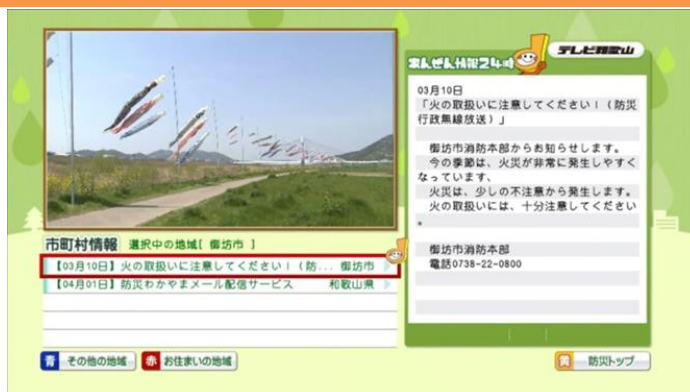 あんぜん情報24時
テレビ和歌山
03月10日
「火の取扱いに注意してください！（防災
行政無線放送）」
御坊市消防本部からお知らせします。
今の季節は、火災が非常に発生しやすく
なっています、
火災は、少しの不注意から発生します。
火の取扱いには、十分注意してください
。
御坊市消防本部
電話0738-22-0800
市町村情報 選択中の地域[ 御坊市 ]
【03月10日】火の取扱いに注意してください！（防... 御坊市
【04月01日】防災わかやまメール配信サービス 和歌山県
青 その他の地域 赤 お住まいの地域 黄 防災トップ